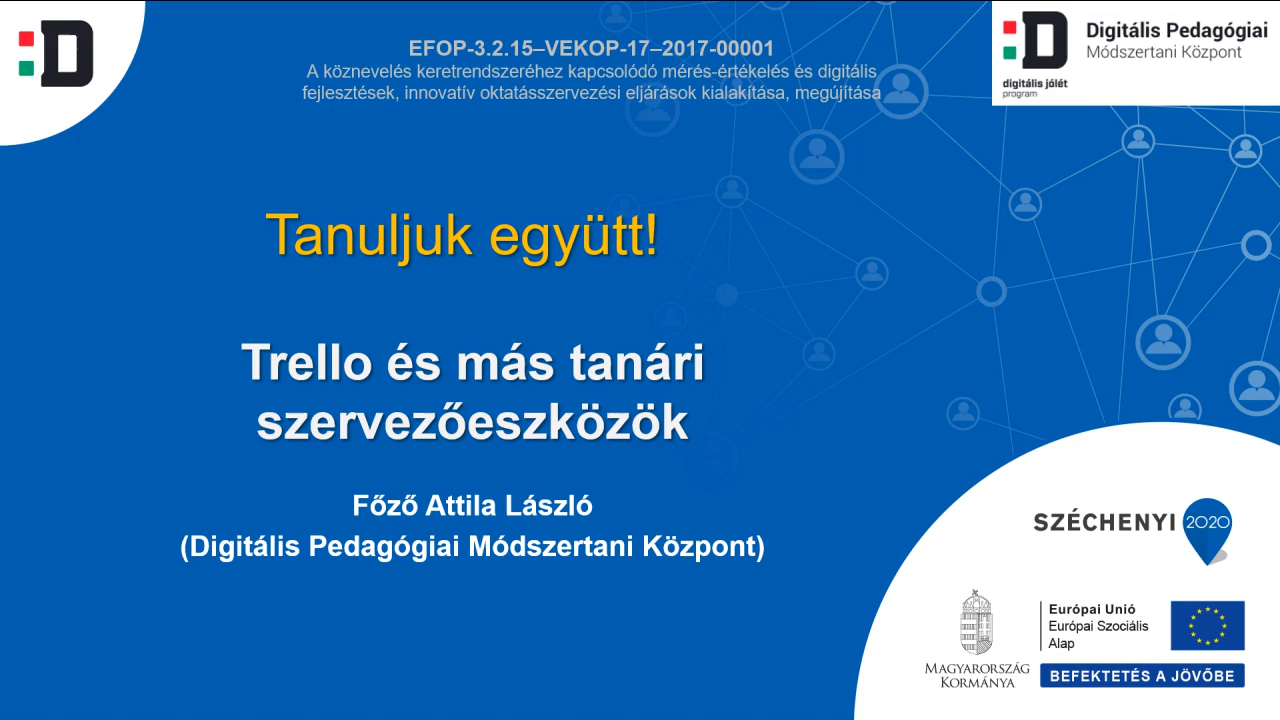 EFOP-3.2.15–VEKOP-17–2017-00001
A köznevelés keretrendszeréhez kapcsolódó mérés-értékelés és digitális
fejlesztések, innovatív oktatásszervezési eljárások kialakítása, megújítása
D
D
Digitális Pedagógiai
Módszertani Központ
digitális jólét
program
Tanuljuk együtt!
Trello és más tanári
szervezőeszközök
Főző Attila László
(Digitális Pedagógiai Módszertani Központ)
SZÉCHENYI 2020
Magyarország
Kormánya
Európai Unió
Európai Szociális
Alap
BEFEKTETÉS A JÖVŐBE